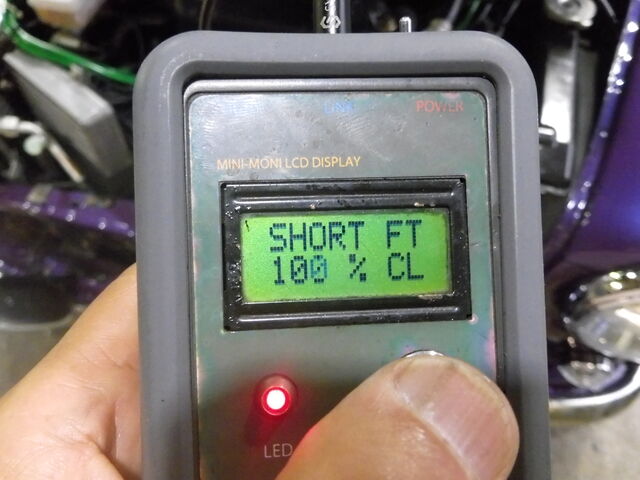 POWER
MINI-MONI LCD DISPLAY
SHORT FT
100 % CL
LED